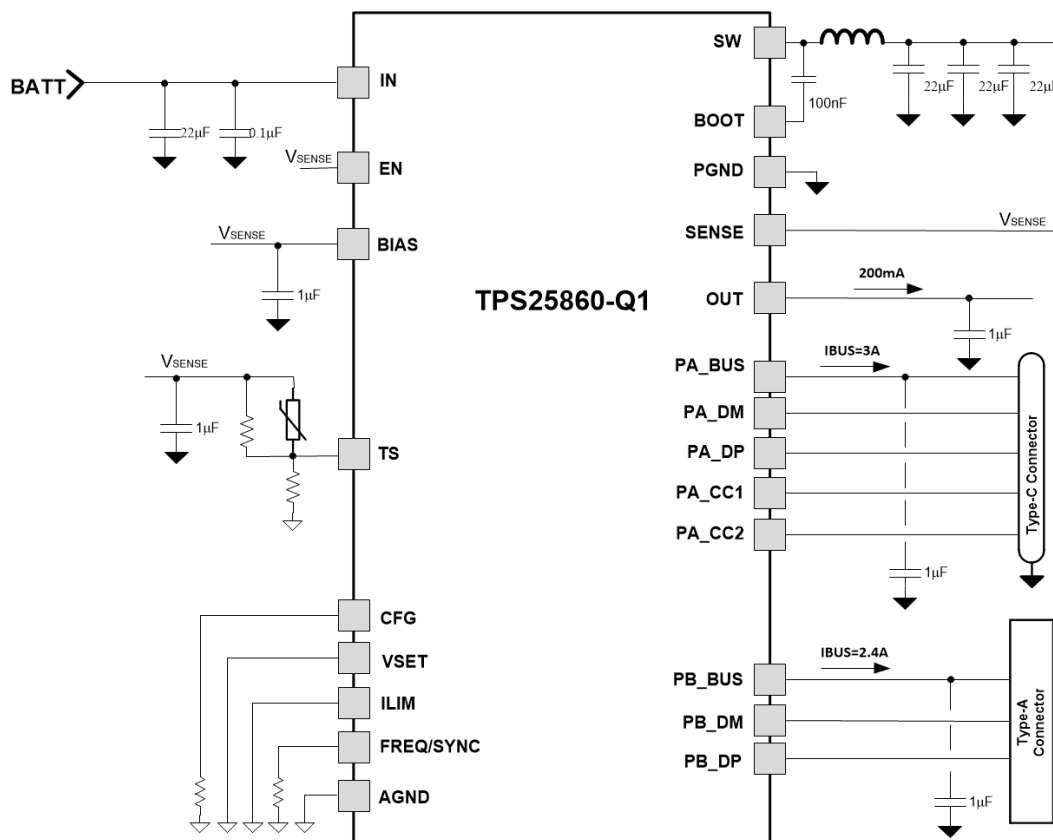 SW
BATT
IN
100nF
22µF
22µF
22µF
22µF
0.1µF
BOOT
VSENSE
EN
PGND
VSENSE
BIAS
SENSE
VSENSE
1µF
TPS25860-Q1
200mA
OUT
1µF
VSENSE
IBUS=3A
PA_BUS
PA_DM
1µF
TS
PA_DP
PA_CC1
PA_CC2
Type-C Connector
1µF
CFG
VSET
IBUS=2.4A
PB_BUS
ILIM
PB_DM
FREQ/SYNC
PB_DP
Type-A
Connector
AGND
1µF